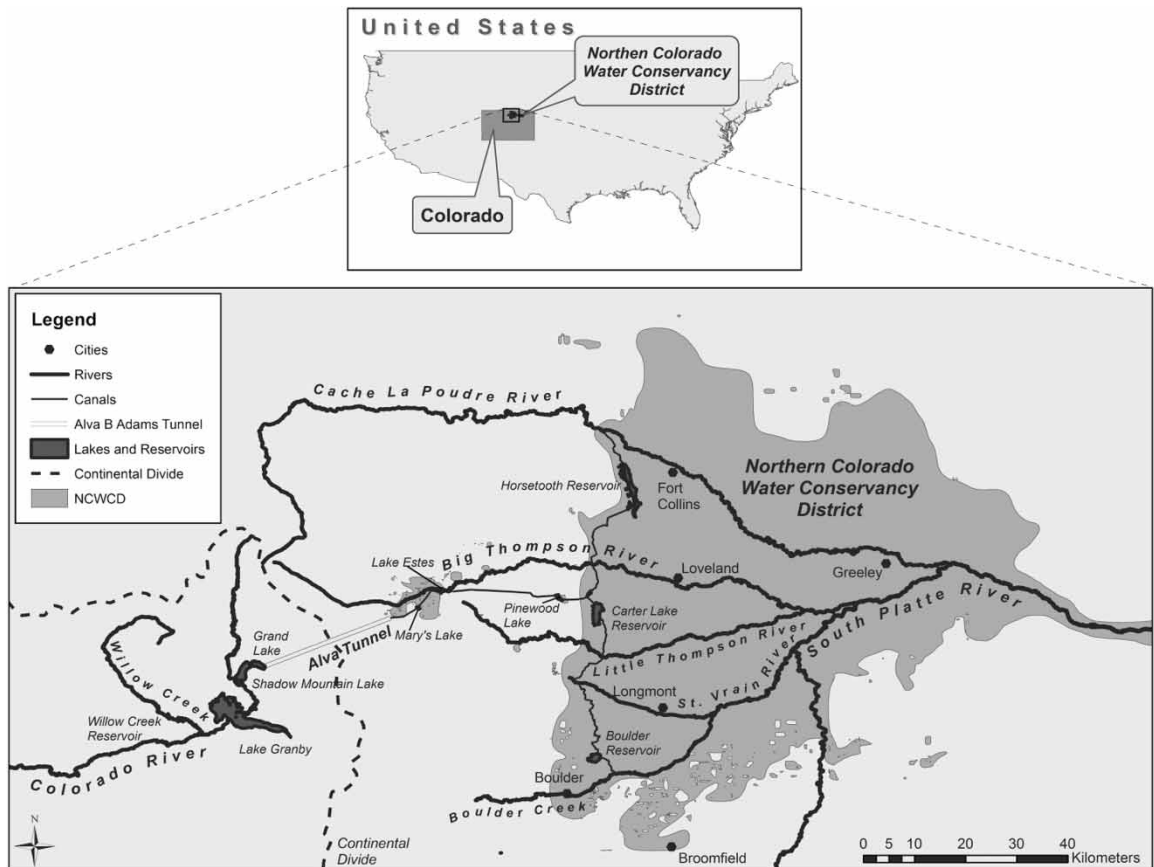 United States
Northen Colorado
Water Conservancy
District
Colorado
Legend
Cities
Rivers
Canals
Alva B Adams Tunnel
Lakes and Reservoirs
Continental Divide
NCWCD
Cache La Poudre River
Horsetooth Reservoir
Fort
Collins
Northern Colorado
Water Conservancy
District
Lake Estes
Big Thompson River
Loveland
Greeley
Pinewood
Lake
Carter Lake
Reservoir
Mary's Lake
Alva Tunnel
Grand
Lake
Shadow Mountain Lake
Willow Creek
Willow Creek
Reservoir
Lake Granby
Colorado River
Little Thompson River
South Platte River
St. Vrain River
Longmont
Boulder
Reservoir
Boulder
Boulder Creek
Broomfield
Continental
Divide
N
0 5 10 20 30 40
Kilometers